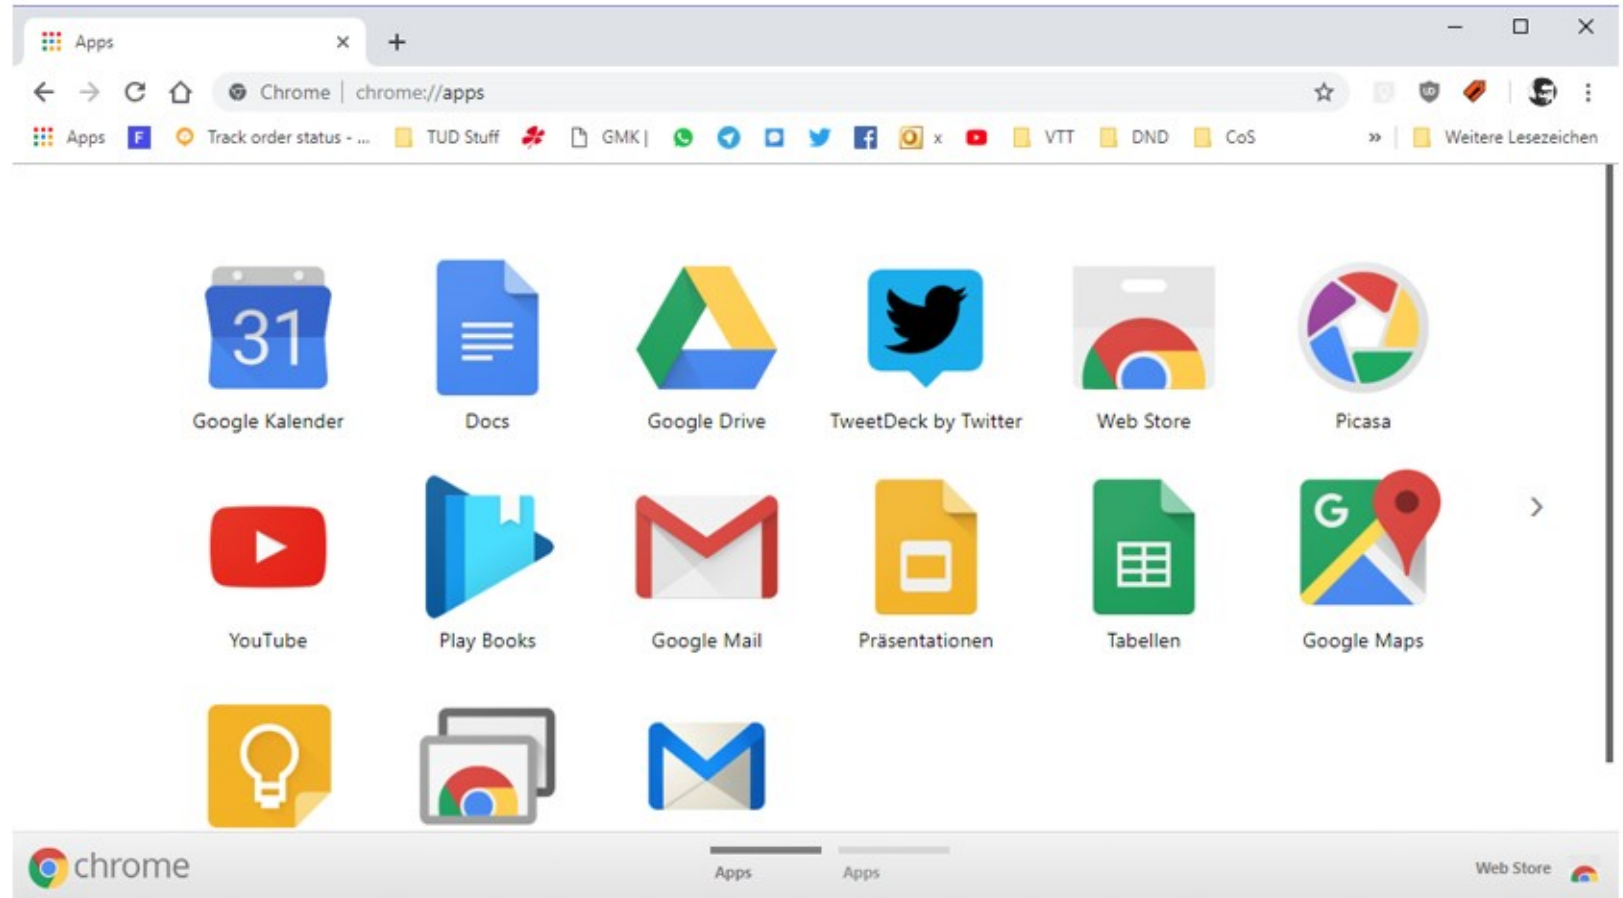 Apps
Chrome | chrome://apps
Apps F Track order status - ... TUD Stuff GMK | x VTT DND CoS » Weitere Lesezeichen
31
Google Kalender Docs Google Drive TweetDeck by Twitter Web Store Picasa
G
YouTube Play Books Google Mail Präsentationen Tabellen Google Maps
chrome Apps Apps Web Store